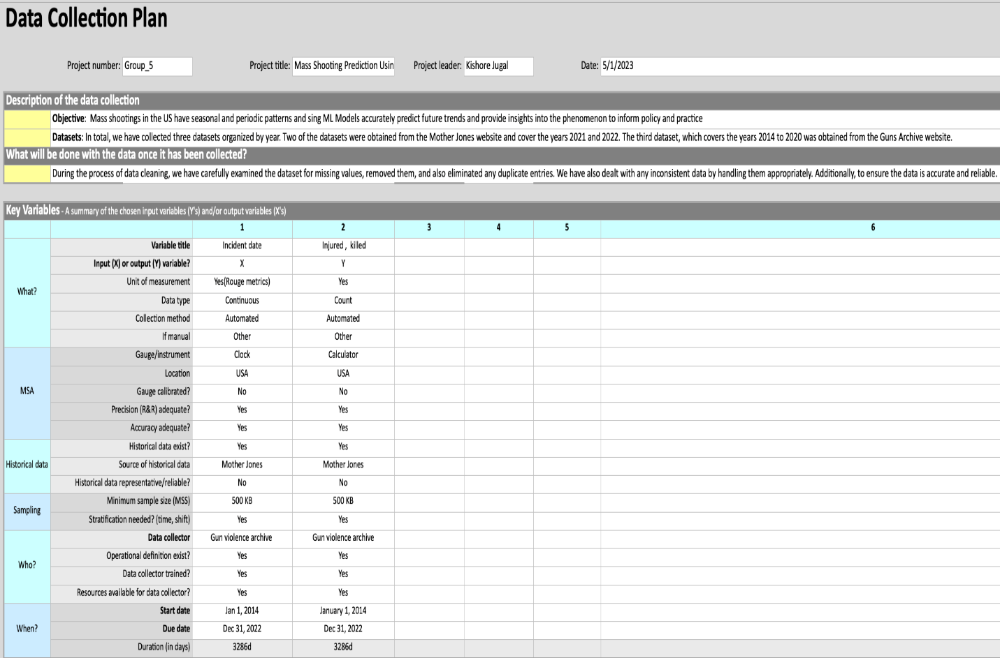 Data Collection Plan
Project number: Group_5 Project title: Mass Shooting Prediction Usin Project leader: Kishore Jugal Date: 5/1/2023
Description of the data collection
Objective: Mass shootings in the US have seasonal and periodic patterns and sing ML Models accurately predict future trends and provide insights into the phenomenon to inform policy and practice
Datasets: In total, we have collected three datasets organized by year. Two of the datasets were obtained from the Mother Jones website and cover the years 2021 and 2022. The third dataset, which covers the years 2014 to 2020 was obtained from the Guns Archive website.
What will be done with the data once it has been collected?
During the process of data cleaning, we have carefully examined the dataset for missing values, removed them, and also eliminated any duplicate entries. We have also dealt with any inconsistent data by handling them appropriately. Additionally, to ensure the data is accurate and reliable.
Key Variables - A summary of the chosen input variables (Y's) and/or output variables (X's)
1 2 3 4 5 6
What?
Variable title Incident date Injured , killed
Input (X) or output (Y) variable? X Y
Unit of measurement Yes(Rouge metrics) Yes
Data type Continuous Count
Collection method Automated Automated
If manual Other Other
MSA
Gauge/instrument Clock Calculator
Location USA USA
Gauge calibrated? No No
Precision (R&R) adequate? Yes Yes
Accuracy adequate? Yes Yes
Historical data
Historical data exist? Yes Yes
Source of historical data Mother Jones Mother Jones
Historical data representative/reliable? No No
Sampling
Minimum sample size (MSS) 500 KB 500 KB
Stratification needed? (time, shift) Yes Yes
Who?
Data collector Gun violence archive Gun violence archive
Operational definition exist? Yes Yes
Data collector trained? Yes Yes
Resources available for data collector? Yes Yes
When?
Start date Jan 1, 2014 January 1, 2014
Due date Dec 31, 2022 Dec 31, 2022
Duration (in days) 3286d 3286d